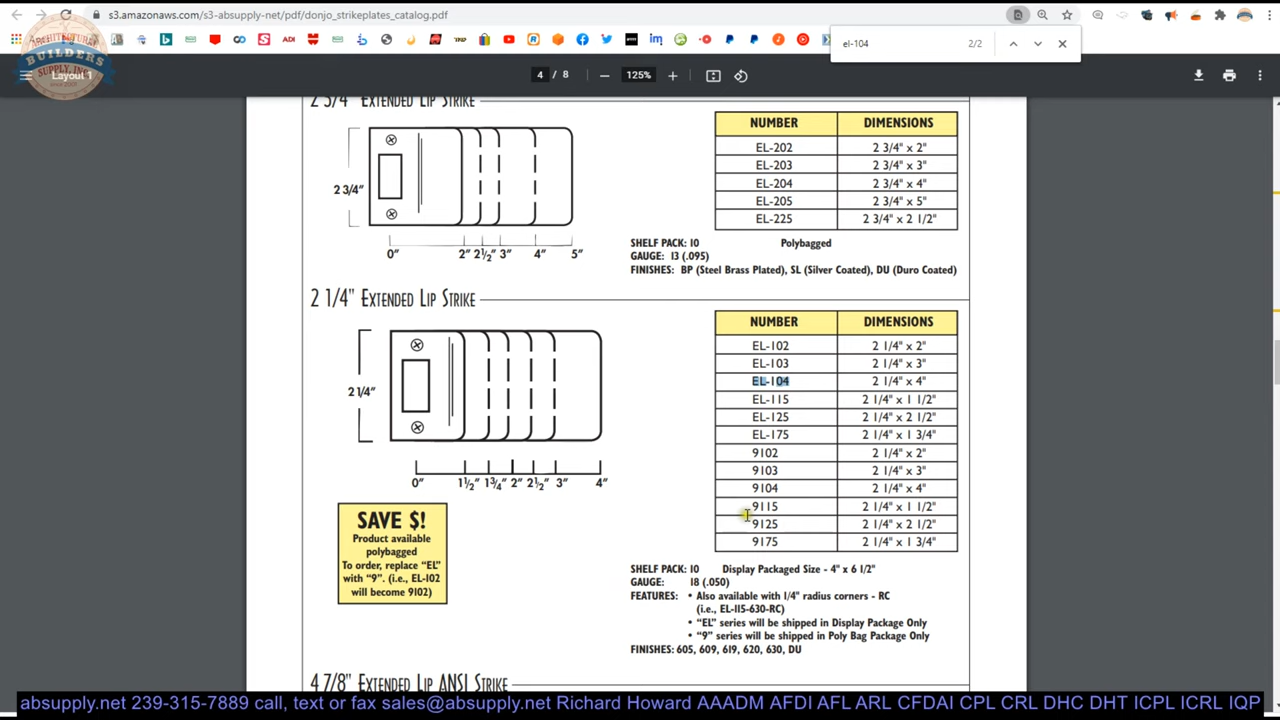 s3.amazonaws.com/s3-absupply-net/pdf/donjo_strikeplates_catalog.pdf
el-104 2/2
ARCHITECTURAL
BUILDERS
SUPPLY, INC
Layout 1
4 / 8
125%
2 3/4" Extended Lip Strike
NUMBER DIMENSIONS
EL-202 2 3/4" x 2"
EL-203 2 3/4" x 3"
EL-204 2 3/4" x 4"
EL-205 2 3/4" x 5"
EL-225 2 3/4" x 2 1/2"
2 3/4"
0" 2" 2½" 3" 4" 5"
SHELF PACK: 10 Polybagged
GAUGE: 13 (.095)
FINISHES: BP (Steel Brass Plated), SL (Silver Coated), DU (Duro Coated)
2 1/4" Extended Lip Strike
NUMBER DIMENSIONS
EL-102 2 1/4" x 2"
EL-103 2 1/4" x 3"
EL-104 2 1/4" x 4"
EL-115 2 1/4" x 1 1/2"
EL-125 2 1/4" x 2 1/2"
EL-175 2 1/4" x 1 3/4"
9102 2 1/4" x 2"
9103 2 1/4" x 3"
9104 2 1/4" x 4"
9115 2 1/4" x 1 1/2"
9125 2 1/4" x 2 1/2"
9175 2 1/4" x 1 3/4"
2 1/4"
0" 1½" 1¾" 2" 2½" 3" 4"
SAVE $!
Product available
polybagged
To order, replace "EL"
with "9". (i.e., EL-102
will become 9102)
SHELF PACK: 10 Display Packaged Size - 4" x 6 1/2"
GAUGE: 18 (.050)
FEATURES: • Also available with 1/4" radius corners - RC
(i.e., EL-115-630-RC)
• "EL" series will be shipped in Display Package Only
• "9" series will be shipped in Poly Bag Package Only
FINISHES: 605, 609, 619, 620, 630, DU
4 7/8" Extended Lip ANSI Strike
absupply.net 239-315-7889 call, text or fax sales@absupply.net Richard Howard AAADM AFDI AFL ARL CFDAI CPL CRL DHC DHT ICPL ICRL IQP